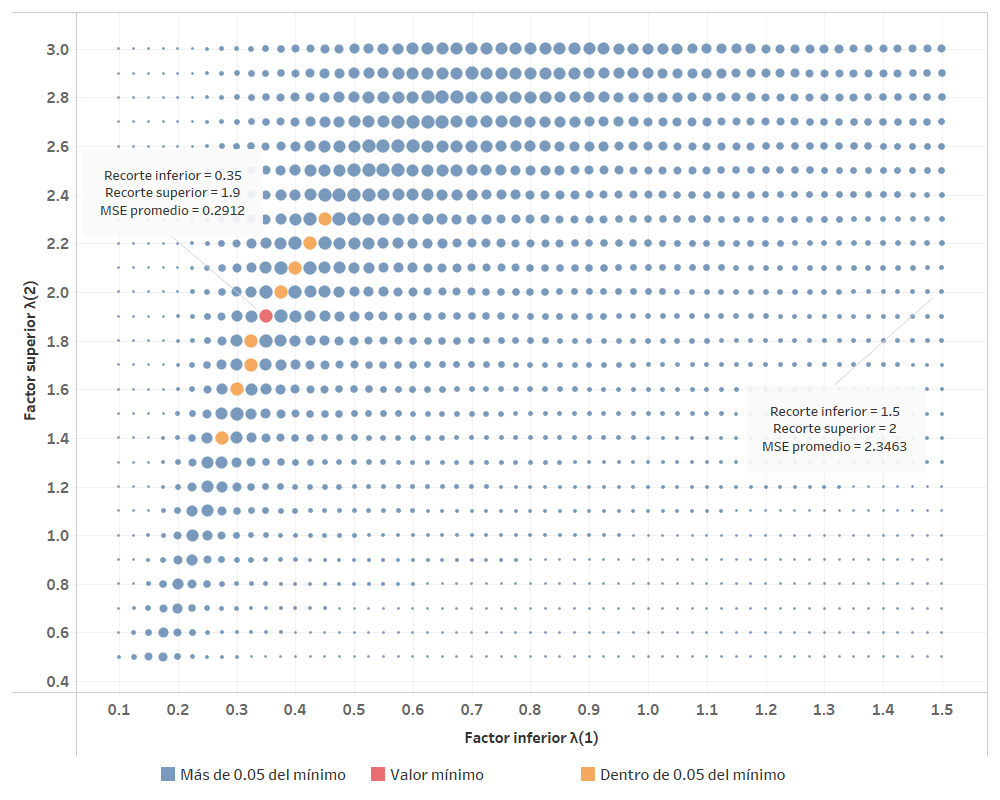 3.0
2.8
2.6
2.4
2.2
2.0
1.8
1.6
1.4
1.2
1.0
0.8
0.6
0.4
Factor superior λ(2)
Recorte inferior = 0.35
Recorte superior = 1.9
MSE promedio = 0.2912
Recorte inferior = 1.5
Recorte superior = 2
MSE promedio = 2.3463
0.1 0.2 0.3 0.4 0.5 0.6 0.7 0.8 0.9 1.0 1.1 1.2 1.3 1.4 1.5
Factor inferior λ(1)
Más de 0.05 del mínimo Valor mínimo Dentro de 0.05 del mínimo